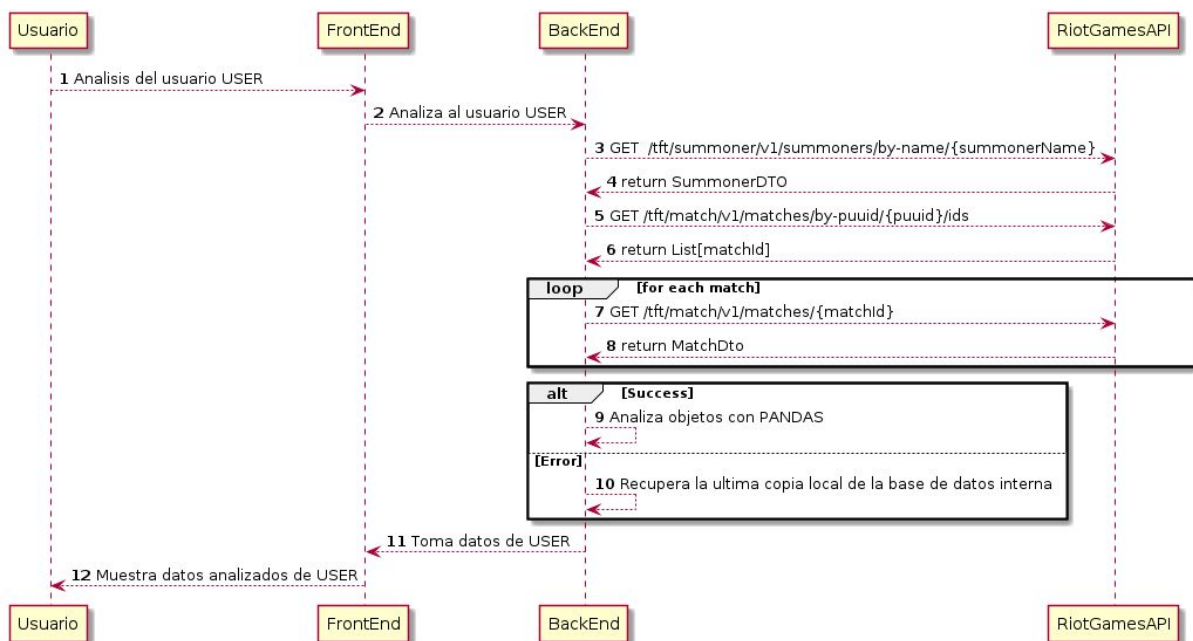 Usuario
FrontEnd
BackEnd
RiotGamesAPI
1 Analisis del usuario USER
2 Analiza al usuario USER
3 GET /tft/summoner/v1/summoners/by-name/{summonerName}
4 return SummonerDTO
5 GET /tft/match/v1/matches/by-puuid/{puuid}/ids
6 return List[matchId]
loop [for each match]
7 GET /tft/match/v1/matches/{matchId}
8 return MatchDto
alt [Success]
9 Analiza objetos con PANDAS
[Error]
10 Recupera la ultima copia local de la base de datos interna
11 Toma datos de USER
12 Muestra datos analizados de USER
Usuario
FrontEnd
BackEnd
RiotGamesAPI